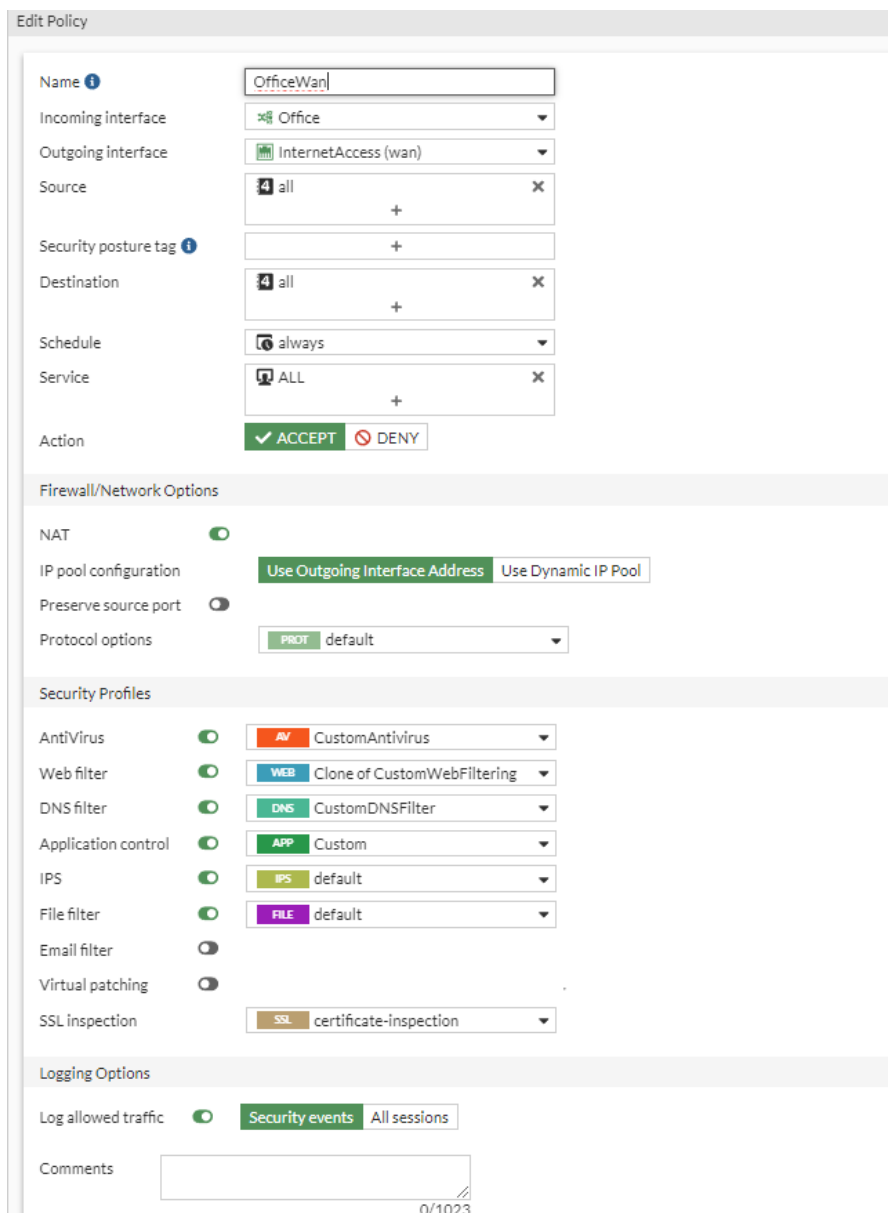 Edit Policy
Name
OfficeWan
Incoming interface
Office
Outgoing interface
InternetAccess (wan)
Source
4 all
+
Security posture tag
+
Destination
4 all
+
Schedule
always
Service
ALL
+
Action
ACCEPT DENY
Firewall/Network Options
NAT
IP pool configuration
Use Outgoing Interface Address Use Dynamic IP Pool
Preserve source port
Protocol options
PROT default
Security Profiles
AntiVirus
AV CustomAntivirus
Web filter
WEB Clone of CustomWebFiltering
DNS filter
DNS CustomDNSFilter
Application control
APP Custom
IPS
IPS default
File filter
FILE default
Email filter
Virtual patching
SSL inspection
SSL certificate-inspection
Logging Options
Log allowed traffic
Security events All sessions
Comments
0/1023